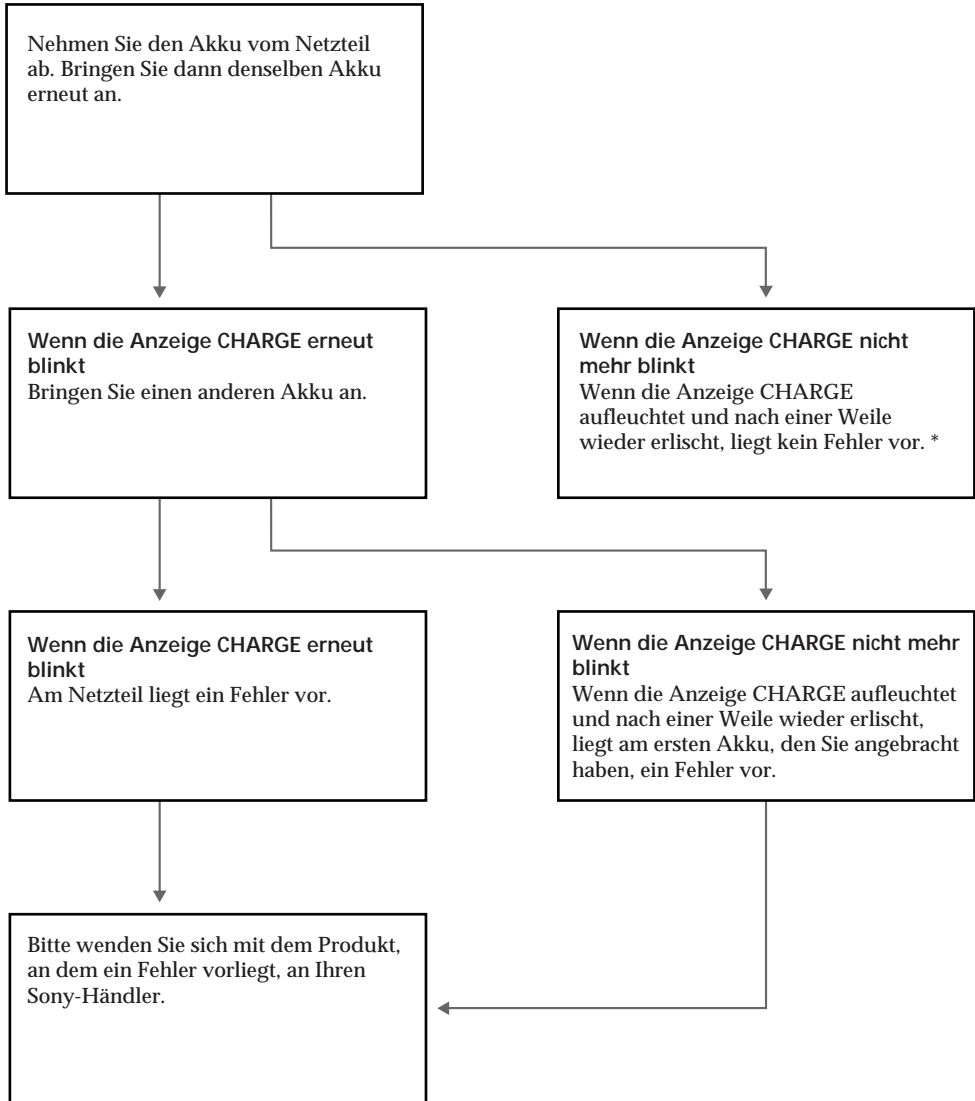 Nehmen Sie den Akku vom Netzteil
ab. Bringen Sie dann denselben Akku
erneut an.
Wenn die Anzeige CHARGE erneut
blinkt
Bringen Sie einen anderen Akku an.
Wenn die Anzeige CHARGE nicht
mehr blinkt
Wenn die Anzeige CHARGE
aufleuchtet und nach einer Weile
wieder erlischt, liegt kein Fehler vor. *
Wenn die Anzeige CHARGE erneut
blinkt
Am Netzteil liegt ein Fehler vor.
Wenn die Anzeige CHARGE nicht mehr
blinkt
Wenn die Anzeige CHARGE aufleuchtet
und nach einer Weile wieder erlischt,
liegt am ersten Akku, den Sie angebracht
haben, ein Fehler vor.
Bitte wenden Sie sich mit dem Produkt,
an dem ein Fehler vorliegt, an Ihren
Sony-Händler.